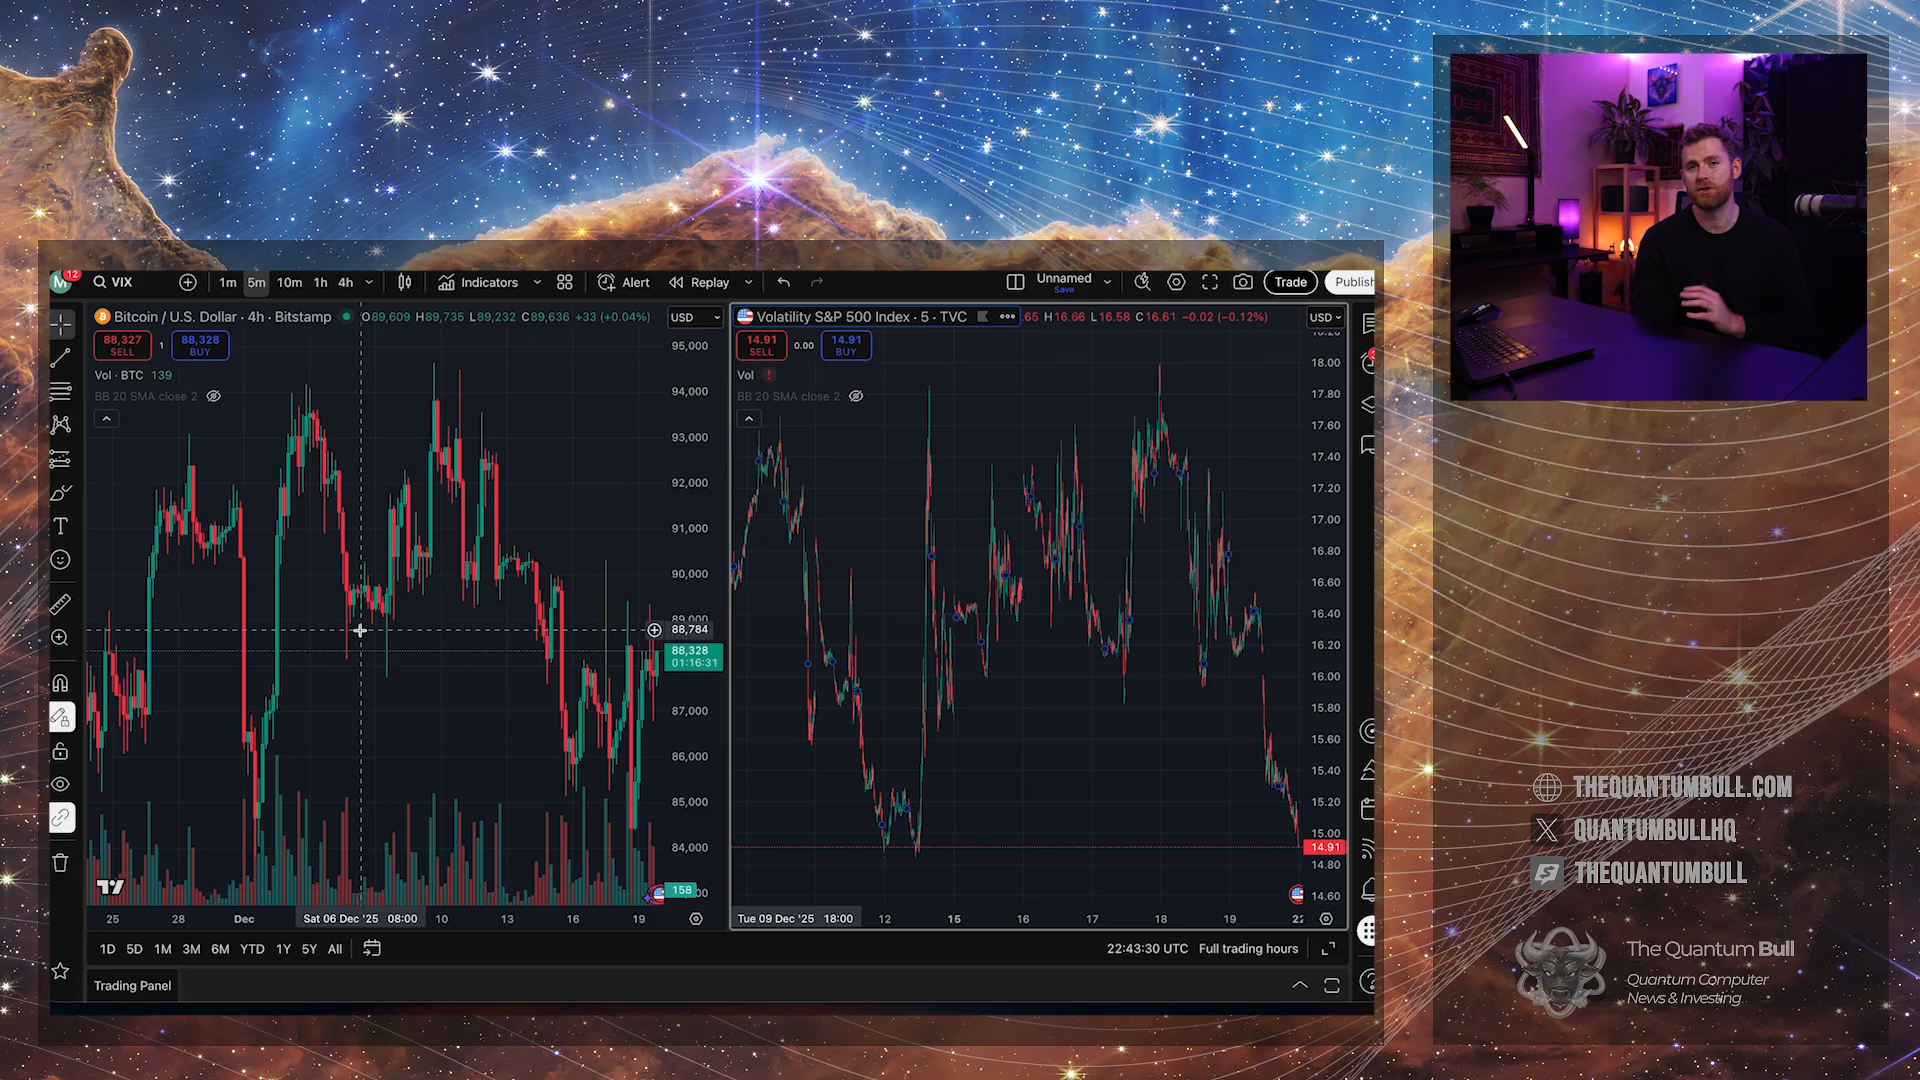 M 12 VIX 1m 5m 10m 1h 4h Indicators Alert Replay Unnamed Save Trade Publish
Bitcoin / U.S. Dollar · 4h · Bitstamp O89,609 H89,735 L89,232 C89,636 +33 (+0.04%) USD
88,327 SELL 1 88,328 BUY
Vol · BTC 139
BB 20 SMA close 2
95,000
94,000
93,000
92,000
91,000
90,000
89,000
88,784
88,328
01:16:31
87,000
86,000
85,000
84,000
158
25 28 Dec Sat 06 Dec '25 08:00 10 13 16 19
Volatility S&P 500 Index · 5 · TVC .65 H16.66 L16.58 C16.61 −0.02 (−0.12%) USD
14.91 SELL 0.00 14.91 BUY
Vol
BB 20 SMA close 2
18.00
17.80
17.60
17.40
17.20
17.00
16.80
16.60
16.40
16.20
16.00
15.80
15.60
15.40
15.20
15.00
14.91
14.80
14.60
Tue 09 Dec '25 18:00 12 15 16 17 18 19
1D 5D 1M 3M 6M YTD 1Y 5Y All 22:43:30 UTC Full trading hours
Trading Panel
THEQUANTUMBULL.COM
QUANTUMBULLHQ
THEQUANTUMBULL
The Quantum Bull
Quantum Computer
News & Investing